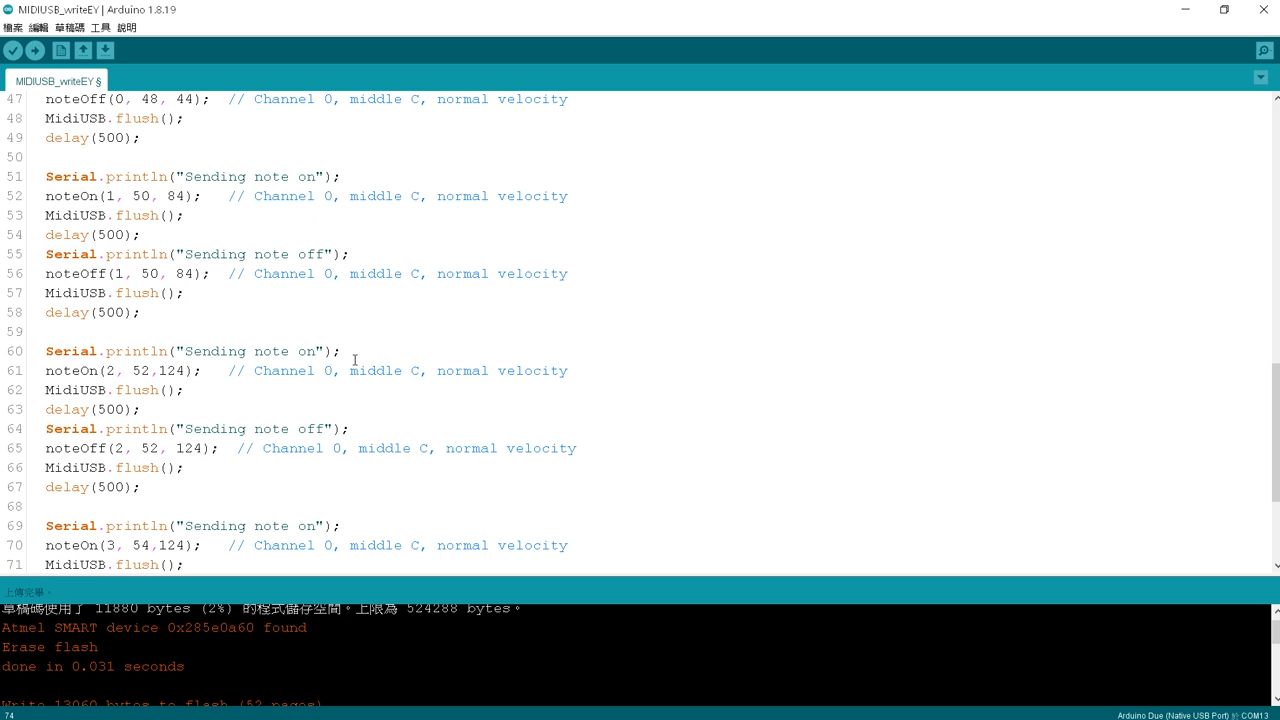 MIDIUSB_writeEY | Arduino 1.8.19
檔案 編輯 草稿碼 工具 說明
MIDIUSB_writeEY §
47 noteOff(0, 48, 44); // Channel 0, middle C, normal velocity
48 MidiUSB.flush();
49 delay(500);
50
51 Serial.println("Sending note on");
52 noteOn(1, 50, 84); // Channel 0, middle C, normal velocity
53 MidiUSB.flush();
54 delay(500);
55 Serial.println("Sending note off");
56 noteOff(1, 50, 84); // Channel 0, middle C, normal velocity
57 MidiUSB.flush();
58 delay(500);
59
60 Serial.println("Sending note on");
61 noteOn(2, 52,124); // Channel 0, middle C, normal velocity
62 MidiUSB.flush();
63 delay(500);
64 Serial.println("Sending note off");
65 noteOff(2, 52, 124); // Channel 0, middle C, normal velocity
66 MidiUSB.flush();
67 delay(500);
68
69 Serial.println("Sending note on");
70 noteOn(3, 54,124); // Channel 0, middle C, normal velocity
71 MidiUSB.flush();
上傳完畢。
草稿碼使用了 11880 bytes (2%) 的程式儲存空間。上限為 524288 bytes。
Atmel SMART device 0x285e0a60 found
Erase flash
done in 0.031 seconds
Write 13060 bytes to flash (52 pages)
74
Arduino Due (Native USB Port) 於 COM13